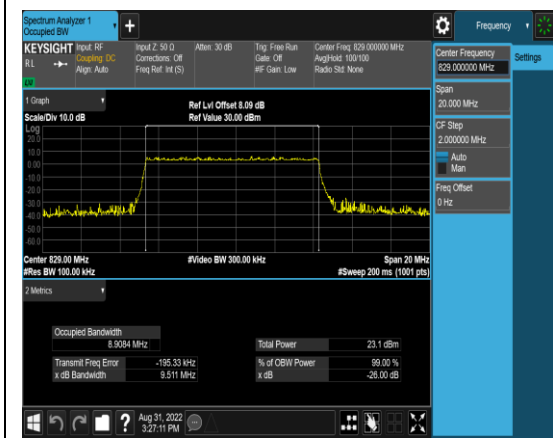 Spectrum Analyzer 1
Occupied BW
+
Frequency
KEYSIGHT
RL
Input: RF
Coupling: DC
Align: Auto
Input Z: 50 Ω
Corrections: Off
Freq Ref: Int (S)
Atten: 30 dB
Trig: Free Run
Gate: Off
#IF Gain: Low
Center Freq: 829.000000 MHz
Avg|Hold: 100/100
Radio Std: None
Center Frequency
829.000000 MHz
Settings
Span
20.000 MHz
CF Step
2.000000 MHz
Auto
Man
Freq Offset
0 Hz
1 Graph
Scale/Div 10.0 dB
Ref Lvl Offset 8.09 dB
Ref Value 30.00 dBm
Log
20.0
10.0
0.00
-10.0
-20.0
-30.0
-40.0
-50.0
-60.0
Center 829.00 MHz
#Video BW 300.00 kHz
Span 20 MHz
#Res BW 100.00 kHz
#Sweep 200 ms (1001 pts)
2 Metrics
Occupied Bandwidth
8.9084 MHz
Total Power 23.1 dBm
Transmit Freq Error -195.33 kHz
% of OBW Power 99.00 %
x dB Bandwidth 9.511 MHz
x dB -26.00 dB
?
Aug 31, 2022
3:27:11 PM